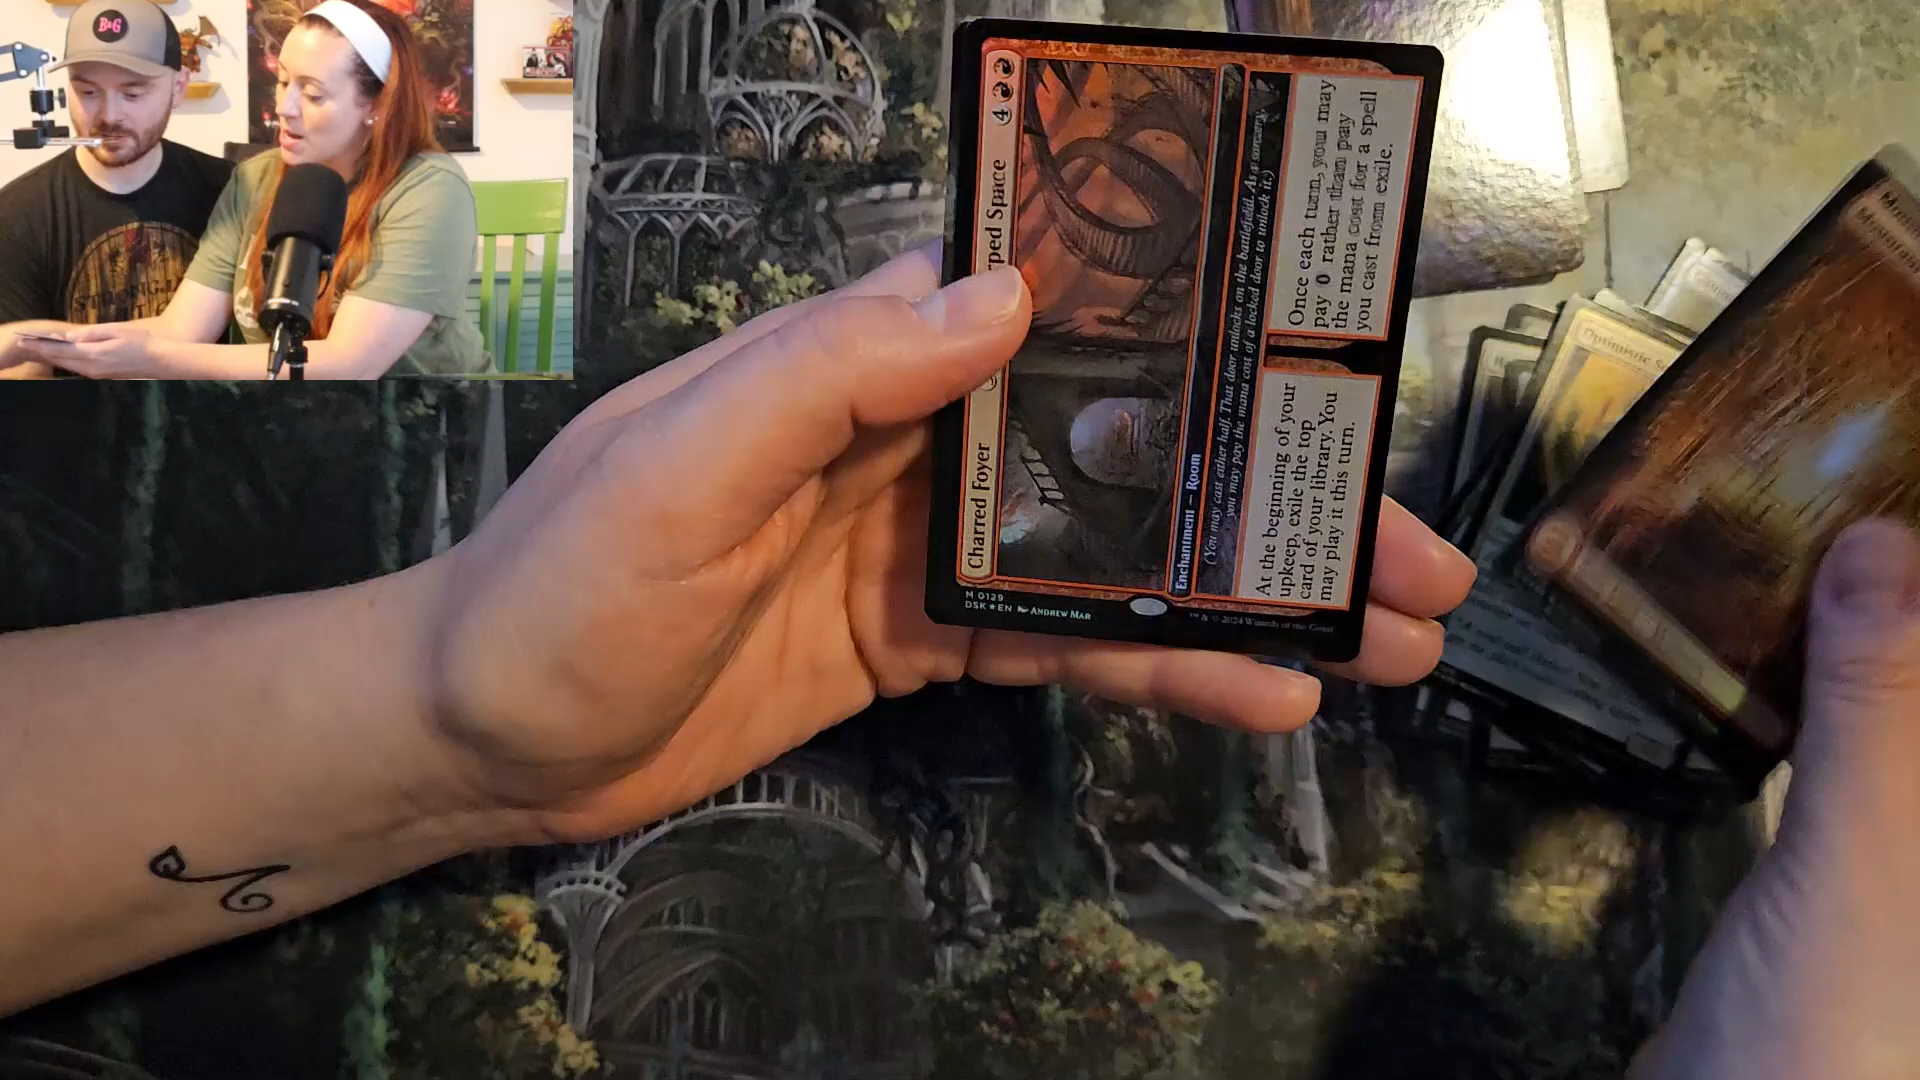 B&G
Charred Foyer
rped Space 4
Enchantment – Room
(You may cast either half. That door unlocks on the battlefield. As a sorcery,
you may pay the mana cost of a locked door to unlock it.)
At the beginning of your
upkeep, exile the top
card of your library. You
may play it this turn.
Once each turn, you may
pay 0 rather than pay
the mana cost for a spell
you cast from exile.
M 0129
DSK ★ EN ANDREW MAR
™ & © 2024 Wizards of the Coast
Optimistic